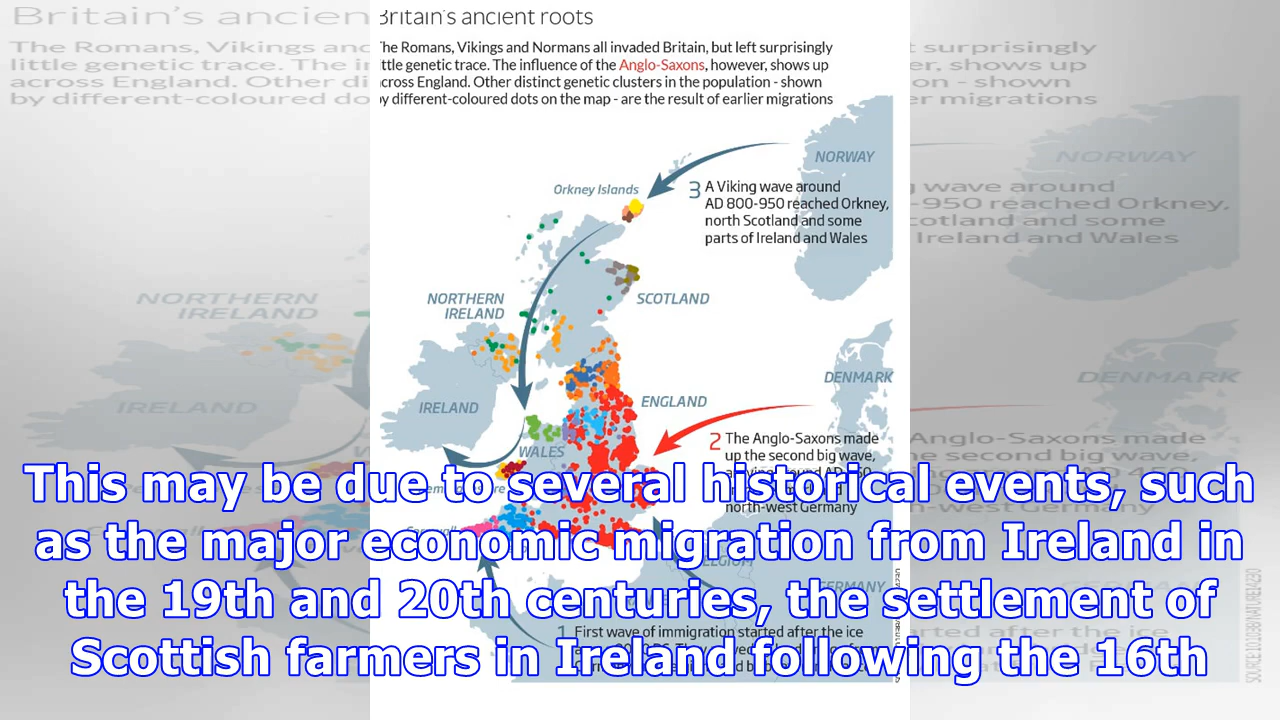 Britain's ancient roots
The Romans, Vikings and Normans all invaded Britain, but left surprisingly
little genetic trace. The influence of the Anglo-Saxons, however, shows up
across England. Other distinct genetic clusters in the population - shown
by different-coloured dots on the map - are the result of earlier migrations
NORWAY
Orkney Islands
3 A Viking wave around
AD 800-950 reached Orkney,
north Scotland and some
parts of Ireland and Wales
NORTHERN
IRELAND
SCOTLAND
DENMARK
IRELAND
ENGLAND
2 The Anglo-Saxons made
up the second big wave,
WALES
north-west Germany
GERMANY
1 First wave of immigration started after the ice
This may be due to several historical events, such
as the major economic migration from Ireland in
the 19th and 20th centuries, the settlement of
Scottish farmers in Ireland following the 16th